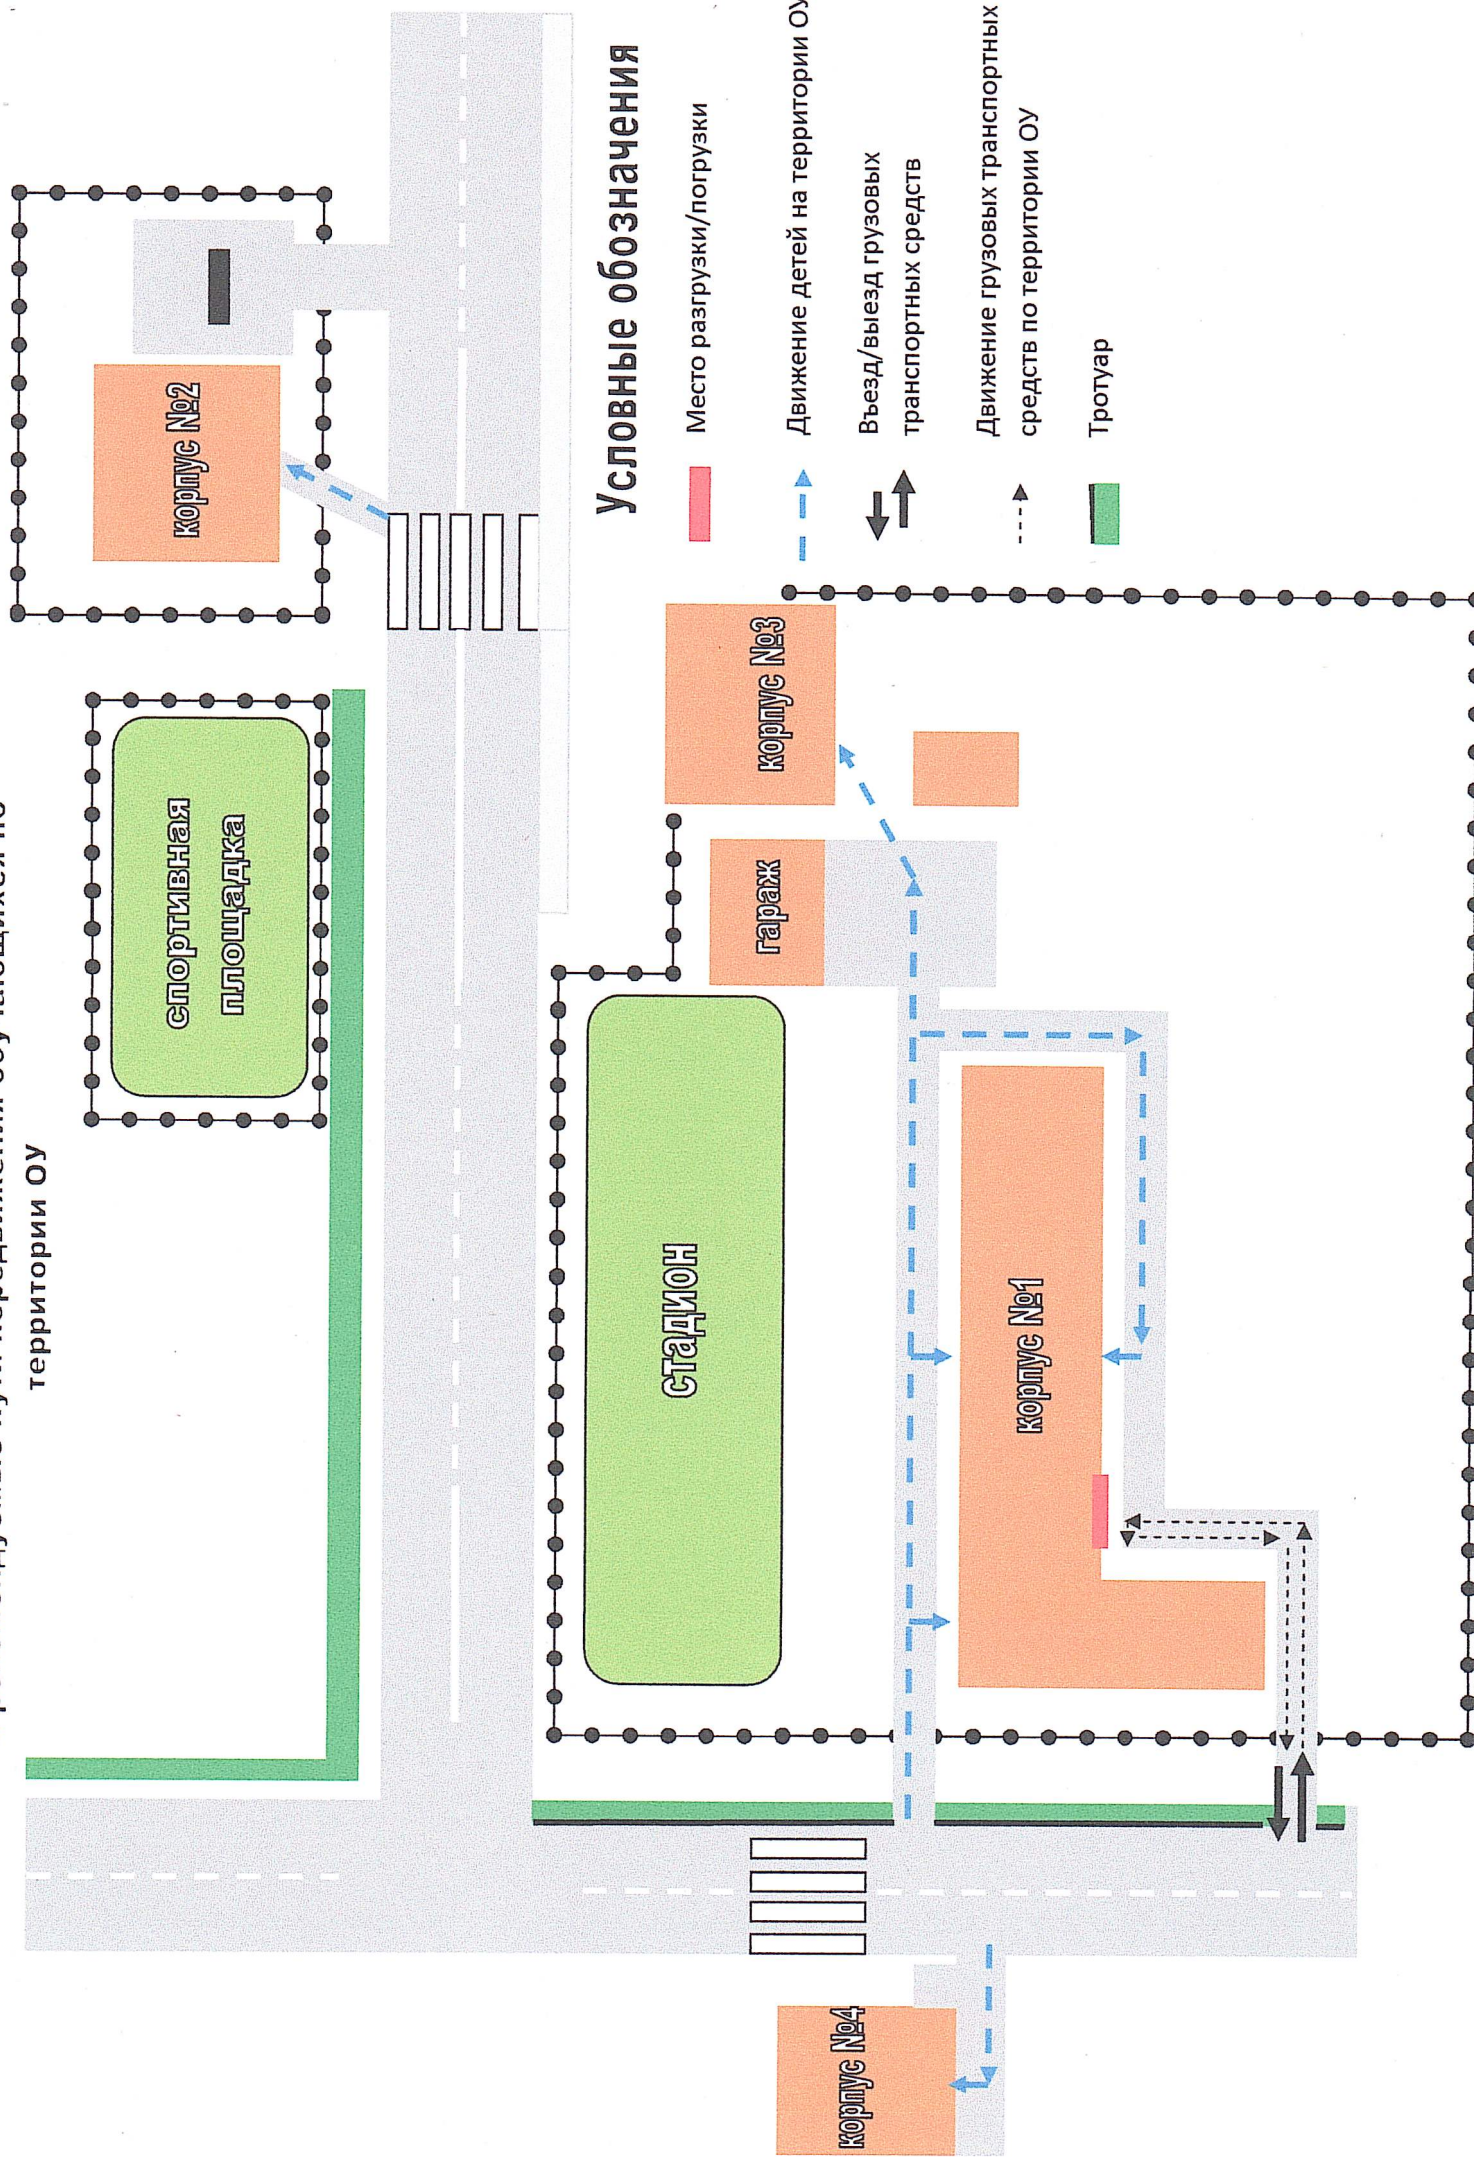 территории ОУ
корпус №2
спортивная
площадка
Условные обозначения
Место разгрузки/погрузки
Движение детей на территории ОУ
Въезд/выезд грузовых
транспортных средств
Движение грузовых транспортных
средств по территории ОУ
Тротуар
корпус №3
гараж
стадион
корпус №1
корпус №4